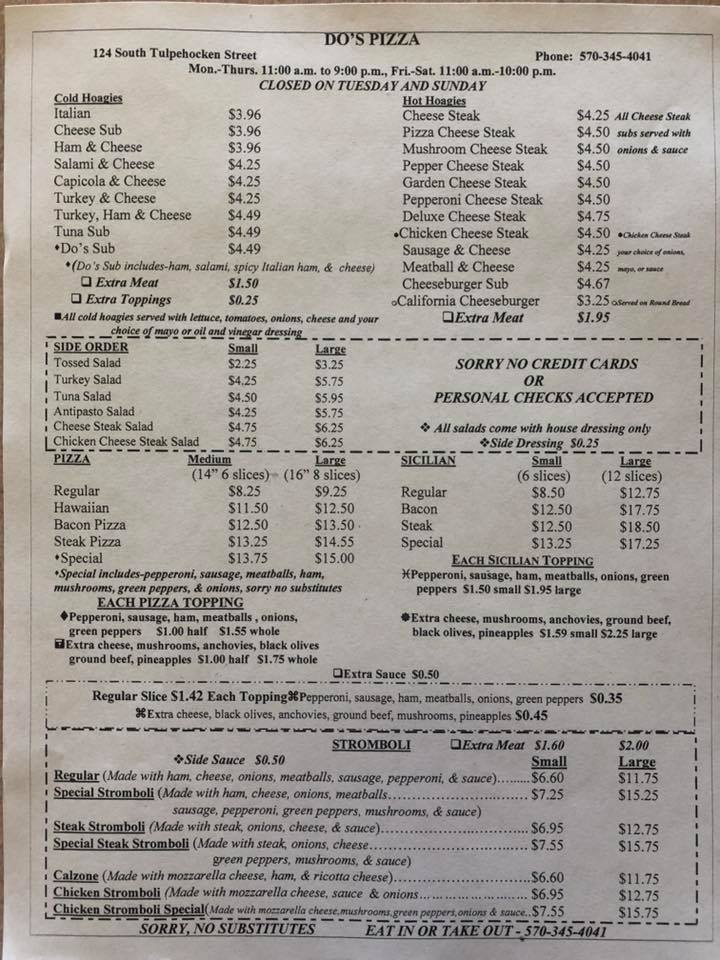 DO'S PIZZA
124 South Tulpehocken Street Phone: 570-345-4041
Mon.-Thurs. 11:00 a.m. to 9:00 p.m., Fri.-Sat. 11:00 a.m.-10:00 p.m.
CLOSED ON TUESDAY AND SUNDAY
Cold Hoagies
Italian $3.96
Cheese Sub $3.96
Ham & Cheese $3.96
Salami & Cheese $4.25
Capicola & Cheese $4.25
Turkey & Cheese $4.25
Turkey, Ham & Cheese $4.49
Tuna Sub $4.49
♦Do's Sub $4.49
♦(Do's Sub includes-ham, salami, spicy Italian ham, & cheese)
❑ Extra Meat $1.50
❑ Extra Toppings $0.25
■All cold hoagies served with lettuce, tomatoes, onions, cheese and your
choice of mayo or oil and vinegar dressing
Hot Hoagies
Cheese Steak $4.25 All Cheese Steak
Pizza Cheese Steak $4.50 subs served with
Mushroom Cheese Steak $4.50 onions & sauce
Pepper Cheese Steak $4.50
Garden Cheese Steak $4.50
Pepperoni Cheese Steak $4.50
Deluxe Cheese Steak $4.75
●Chicken Cheese Steak $4.50 ●Chicken Cheese Steak
Sausage & Cheese $4.25 your choice of onions,
Meatball & Cheese $4.25 mayo, or sauce
Cheeseburger Sub $4.67
oCalifornia Cheeseburger $3.25 oServed on Round Bread
❑Extra Meat $1.95
SIDE ORDER Small Large
Tossed Salad $2.25 $3.25
Turkey Salad $4.25 $5.75
Tuna Salad $4.50 $5.95
Antipasto Salad $4.25 $5.75
Cheese Steak Salad $4.75 $6.25
Chicken Cheese Steak Salad $4.75 $6.25
SORRY NO CREDIT CARDS
OR
PERSONAL CHECKS ACCEPTED
❖ All salads come with house dressing only
❖Side Dressing $0.25
PIZZA Medium Large
(14" 6 slices) (16" 8 slices)
Regular $8.25 $9.25
Hawaiian $11.50 $12.50
Bacon Pizza $12.50 $13.50
Steak Pizza $13.25 $14.55
♦Special $13.75 $15.00
♦Special includes-pepperoni, sausage, meatballs, ham,
mushrooms, green peppers, & onions, sorry no substitutes
EACH PIZZA TOPPING
♦Pepperoni, sausage, ham, meatballs , onions,
green peppers $1.00 half $1.55 whole
Extra cheese, mushrooms, anchovies, black olives
ground beef, pineapples $1.00 half $1.75 whole
SICILIAN Small Large
(6 slices) (12 slices)
Regular $8.50 $12.75
Bacon $12.50 $17.75
Steak $12.50 $18.50
Special $13.25 $17.25
EACH SICILIAN TOPPING
Pepperoni, sausage, ham, meatballs, onions, green
peppers $1.50 small $1.95 large
Extra cheese, mushrooms, anchovies, ground beef,
black olives, pineapples $1.59 small $2.25 large
❑Extra Sauce $0.50
Regular Slice $1.42 Each Topping⌘Pepperoni, sausage, ham, meatballs, onions, green peppers $0.35
⌘Extra cheese, black olives, anchovies, ground beef, mushrooms, pineapples $0.45
STROMBOLI ❑Extra Meat $1.60 $2.00
❖Side Sauce $0.50 Small Large
Regular (Made with ham, cheese, onions, meatballs, sausage, pepperoni, & sauce)........$6.60 $11.75
Special Stromboli (Made with ham, cheese, onions, meatballs............................ $7.25 $15.25
sausage, pepperoni, green peppers, mushrooms, & sauce)
Steak Stromboli (Made with steak, onions, cheese, & sauce)............................. $6.95 $12.75
Special Steak Stromboli (Made with steak, onions, cheese............................... $7.55 $15.75
green peppers, mushrooms, & sauce)
Calzone (Made with mozzarella cheese, ham, & ricotta cheese)...........................$6.60 $11.75
Chicken Stromboli (Made with mozzarella cheese, sauce & onions........................$6.95 $12.75
Chicken Stromboli Special(Made with mozzarella cheese,mushrooms,green peppers,onions & sauce..$7.55 $15.75
SORRY, NO SUBSTITUTES EAT IN OR TAKE OUT - 570-345-4041